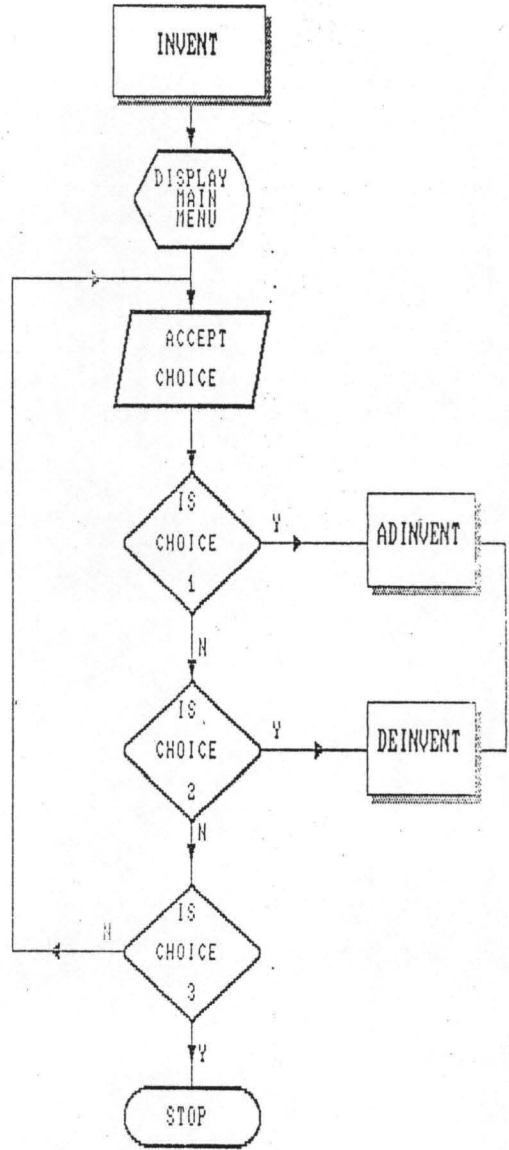 INVENT
DISPLAY
MAIN
MENU
ACCEPT
CHOICE
IS
CHOICE
1
Y
ADINVENT
N
IS
CHOICE
2
Y
DEINVENT
N
IS
CHOICE
3
N
Y
STOP